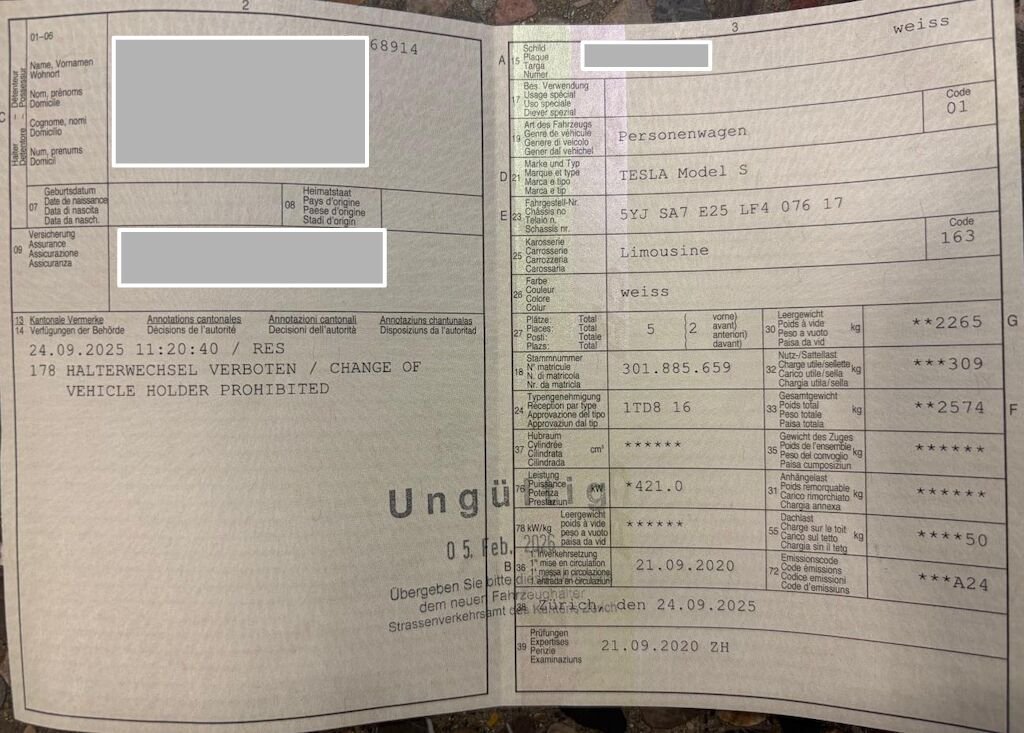 2
01-06
68914
Détenteur Possessur
Halter Detentore
C
Name, Vornamen
Wohnort
Nom, prénoms
Domicile
Cognome, nomi
Domicilio
Num, prenums
Domicil
07 Geburtsdatum
Date de naissance
Data di nascita
Data da nasch.
08 Heimatstaat
Pays d'origine
Paese d'origine
Stadi d'origin
09 Versicherung
Assurance
Assicurazione
Assicuranza
13 Kantonale Vermerke Annotations cantonales Annotazioni cantonali Annotaziuns chantunalas
14 Verfügungen der Behörde Décisions de l'autorité Decisioni dell'autorità Disposiziuns da l'autoritad
24.09.2025 11:20:40 / RES
178 HALTERWECHSEL VERBOTEN / CHANGE OF
VEHICLE HOLDER PROHIBITED
Ungültig
05. Feb. 2026
Übergeben Sie bitte die
dem neuen Fahrzeughalter
Strassenverkehrsamt des Kantons Zürich
3
weiss
A 15 Schild
Plaque
Targa
Numer
17 Bes. Verwendung
Usage spécial
Uso speciale
Diever spezial
19 Art des Fahrzeugs
Genre de véhicule
Genere di veicolo
Gener dal vehichel
Personenwagen
Code
01
D 21 Marke und Typ
Marque et type
Marca e tipo
Marca e tip
TESLA Model S
E 23 Fahrgestell-Nr.
Châssis no
Telaio n.
Schassis nr.
5YJ SA7 E25 LF4 076 17
25 Karosserie
Carrosserie
Carrozzeria
Carossaria
Limousine
Code
163
26 Farbe
Couleur
Colore
Colur
weiss
27 Plätze: Total
Places: Total
Posti: Totale
Plazs: Total
5 (2 vorne)
avant)
anteriori)
davant)
30 Leergewicht
Poids à vide
Peso a vuoto
Paisa da vid
kg
**2265
G
18 Stammnummer
N° matricule
N. di matricola
Nr. da matricla
301.885.659
32 Nutz-/Sattellast
Charge utile/sellette
Carico utile/sella
Chargia utila/sella
kg
***309
24 Typengenehmigung
Réception par type
Approvazione del tipo
Approvaziun dal tip
1TD8 16
33 Gesamtgewicht
Poids total
Peso totale
Paisa totala
kg
**2574
F
37 Hubraum
Cylindrée
Cilindrata
Cilindrada
cm³
******
35 Gewicht des Zuges
Poids de l'ensemble
Peso del convoglio
Paisa cumposiziun
kg
******
76 Leistung
Puissance
Potenza
Prestaziun
kW
*421.0
31 Anhängelast
Poids remorquable
Carico rimorchiato
Chargia annexa
kg
******
78 kW/kg
Leergewicht
poids à vide
peso a vuoto
paisa da vid
******
55 Dachlast
Charge sur le toit
Carico sul tetto
Chargia sin il tetg
kg
****50
B 36 1. Inverkehrsetzung
1re mise en circulation
1a messa in circolazione
1. entrada en circulaziun
21.09.2020
72 Emissionscode
Code émissions
Codice emissioni
Code d'emissiuns
***A24
38 Zürich, den 24.09.2025
39 Prüfungen
Expertises
Perizie
Examinaziuns
21.09.2020 ZH